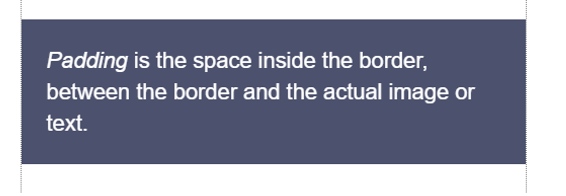 Padding is the space inside the border,
between the border and the actual image or
text.